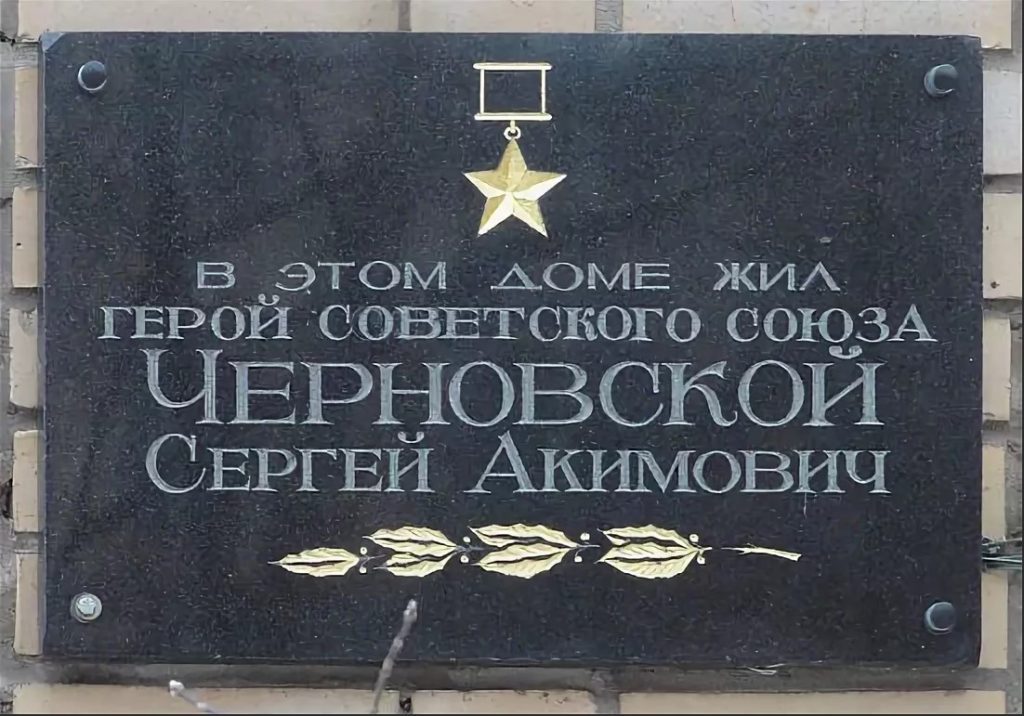 В ЭТОМ ДОМЕ ЖИЛ
ГЕРОЙ СОВЕТСКОГО СОЮЗА
ЧЕРНОВСКОЙ
СЕРГЕЙ АКИМОВИЧ